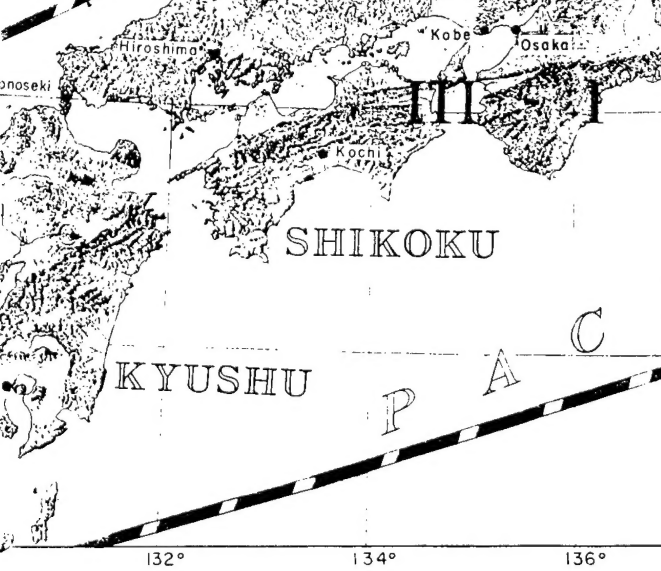 Kobe
Hiroshima
Osaka
onoseki
III I
Kochi
SHIKOKU
C
KYUSHU
P A
132° 134° 136°